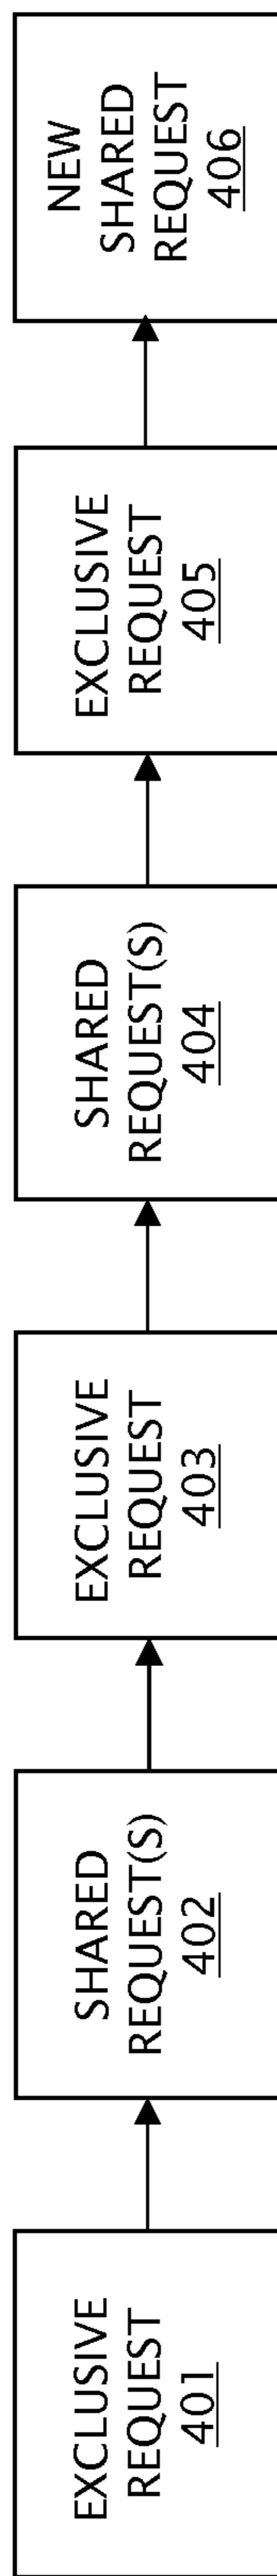 EXCLUSIVE
REQUEST
401
SHARED
REQUEST(S)
402
EXCLUSIVE
REQUEST
403
SHARED
REQUEST(S)
404
EXCLUSIVE
REQUEST
405
NEW
SHARED
REQUEST
406